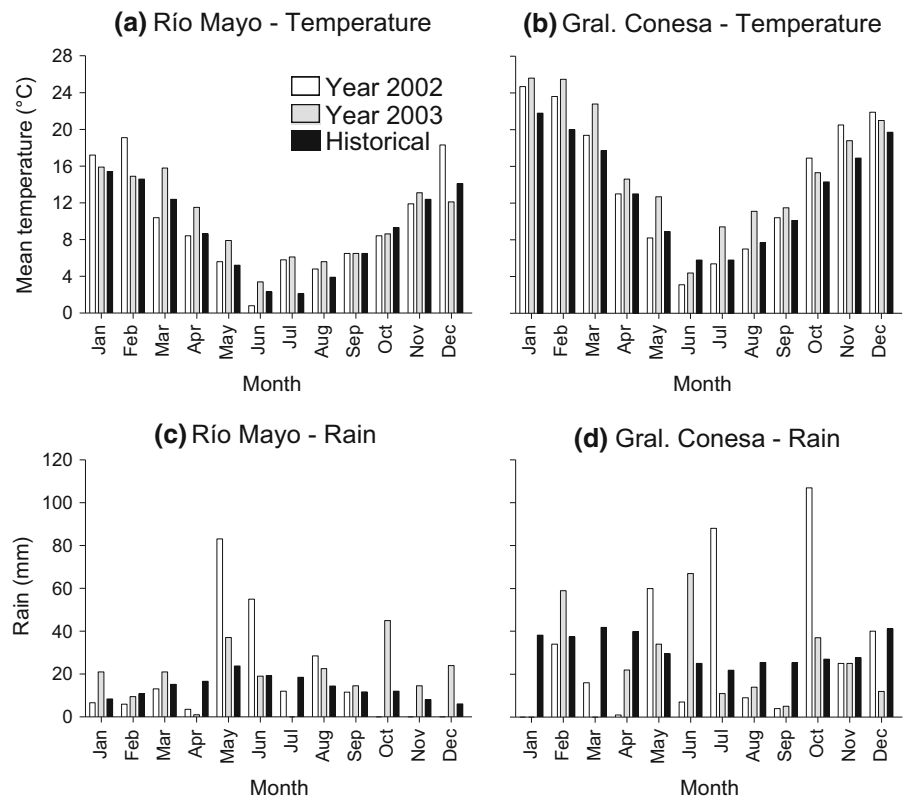 (a) Río Mayo - Temperature
(b) Gral. Conesa - Temperature
Mean temperature (°C)
28
24
20
16
12
8
4
0
Year 2002
Year 2003
Historical
Jan Feb Mar Apr May Jun Jul Aug Sep Oct Nov Dec
Jan Feb Mar Apr May Jun Jul Aug Sep Oct Nov Dec
Month
Month
(c) Río Mayo - Rain
(d) Gral. Conesa - Rain
Rain (mm)
120
100
80
60
40
20
0
Jan Feb Mar Apr May Jun Jul Aug Sep Oct Nov Dec
Jan Feb Mar Apr May Jun Jul Aug Sep Oct Nov Dec
Month
Month